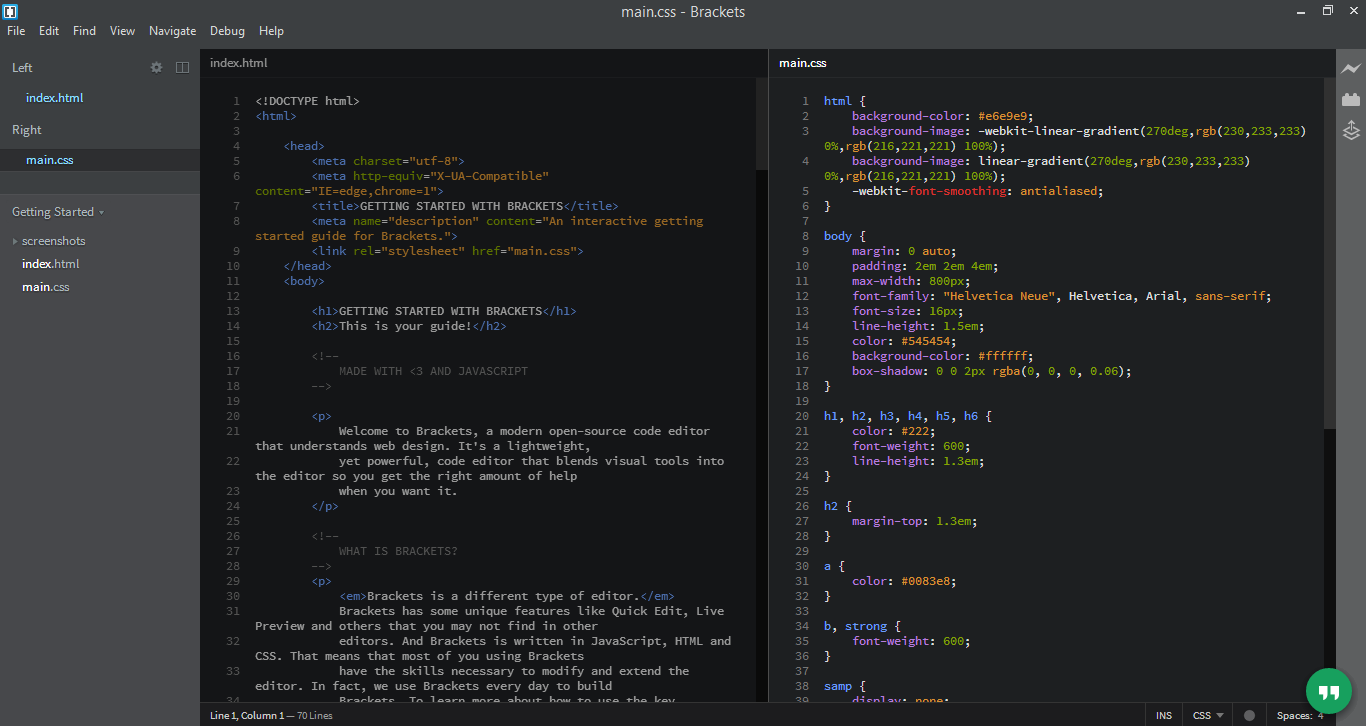 main.css - Brackets
File Edit Find View Navigate Debug Help
Left
index.html
Right
main.css
Getting Started
screenshots
index.html
main.css
index.html
1 <!DOCTYPE html>
2 <html>
3
4 <head>
5 <meta charset="utf-8">
6 <meta http-equiv="X-UA-Compatible"
content="IE=edge,chrome=1">
7 <title>GETTING STARTED WITH BRACKETS</title>
8 <meta name="description" content="An interactive getting
started guide for Brackets.">
9 <link rel="stylesheet" href="main.css">
10 </head>
11 <body>
12
13 <h1>GETTING STARTED WITH BRACKETS</h1>
14 <h2>This is your guide!</h2>
15
16 <!--
17 MADE WITH <3 AND JAVASCRIPT
18 -->
19
20 <p>
21 Welcome to Brackets, a modern open-source code editor
that understands web design. It's a lightweight,
22 yet powerful, code editor that blends visual tools into
the editor so you get the right amount of help
23 when you want it.
24 </p>
25
26 <!--
27 WHAT IS BRACKETS?
28 -->
29 <p>
30 <em>Brackets is a different type of editor.</em>
31 Brackets has some unique features like Quick Edit, Live
Preview and others that you may not find in other
32 editors. And Brackets is written in JavaScript, HTML and
CSS. That means that most of you using Brackets
33 have the skills necessary to modify and extend the
editor. In fact, we use Brackets every day to build
34 Brackets. To learn more about how to use the key
main.css
1 html {
2 background-color: #e6e9e9;
3 background-image: -webkit-linear-gradient(270deg,rgb(230,233,233)
0%,rgb(216,221,221) 100%);
4 background-image: linear-gradient(270deg,rgb(230,233,233)
0%,rgb(216,221,221) 100%);
5 -webkit-font-smoothing: antialiased;
6 }
7
8 body {
9 margin: 0 auto;
10 padding: 2em 2em 4em;
11 max-width: 800px;
12 font-family: "Helvetica Neue", Helvetica, Arial, sans-serif;
13 font-size: 16px;
14 line-height: 1.5em;
15 color: #545454;
16 background-color: #ffffff;
17 box-shadow: 0 0 2px rgba(0, 0, 0, 0.06);
18 }
19
20 h1, h2, h3, h4, h5, h6 {
21 color: #222;
22 font-weight: 600;
23 line-height: 1.3em;
24 }
25
26 h2 {
27 margin-top: 1.3em;
28 }
29
30 a {
31 color: #0083e8;
32 }
33
34 b, strong {
35 font-weight: 600;
36 }
37
38 samp {
39 display: none;
Line 1, Column 1 — 70 Lines
INS CSS Spaces: 4